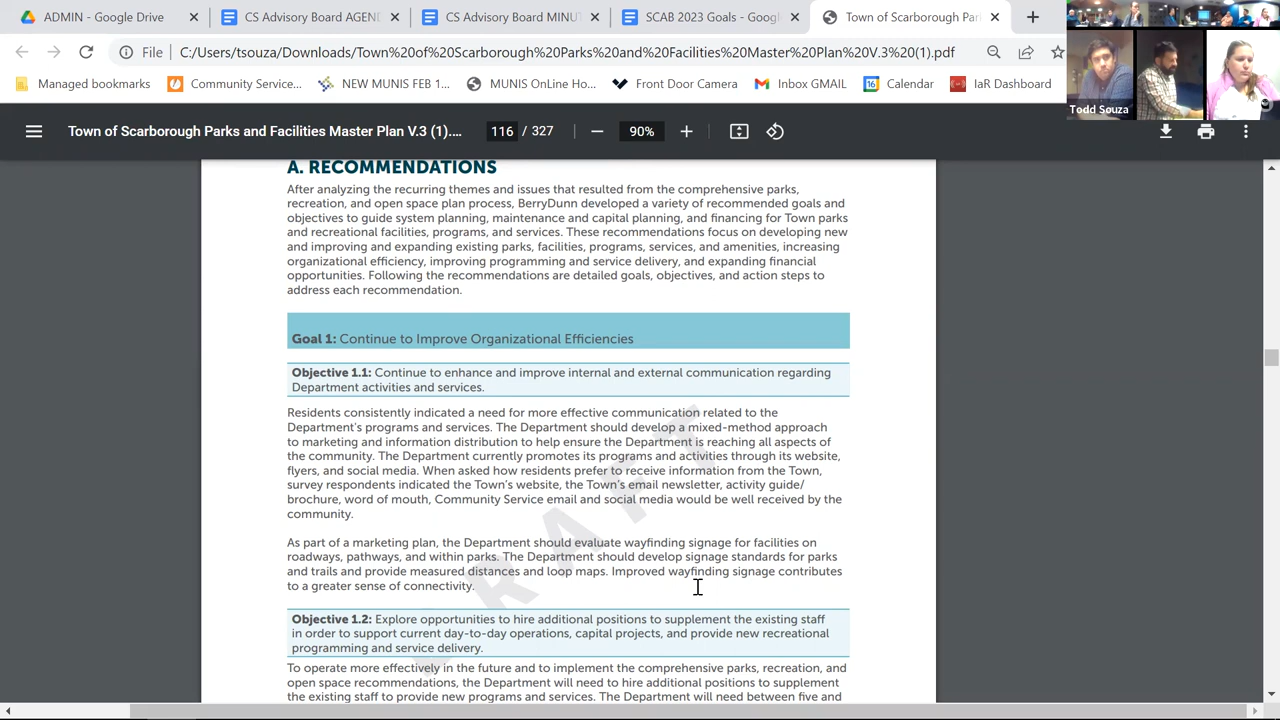 ADMIN - Google Drive
CS Advisory Board AGE
CS Advisory Board
SCAB 2023 Goals - Goog
Town of Scarborough Par
File
C:/Users/tsouza/Downloads/Town%20of%20Scarborough%20Parks%20and%20Facilities%20Master%20Plan%20V.3%20(1).pdf
Managed bookmarks
Community Service...
NEW MUNIS FEB 1...
MUNIS OnLine Ho...
Front Door Camera
Inbox GMAIL
16
Calendar
IaR Dashboard
Todd Souza
Town of Scarborough Parks and Facilities Master Plan V.3 (1)....
/ 327
90%
A. RECOMMENDATIONS
After analyzing the recurring themes and issues that resulted from the comprehensive parks,
recreation, and open space plan process, BerryDunn developed a variety of recommended goals and
objectives to guide system planning, maintenance and capital planning, and financing for Town parks
and recreational facilities, programs, and services. These recommendations focus on developing new
and improving and expanding existing parks, facilities, programs, services, and amenities, increasing
organizational efficiency, improving programming and service delivery, and expanding financial
opportunities. Following the recommendations are detailed goals, objectives, and action steps to
address each recommendation.
Goal 1: Continue to Improve Organizational Efficiencies
Objective 1.1: Continue to enhance and improve internal and external communication regarding
Department activities and services.
Residents consistently indicated a need for more effective communication related to the
Department's programs and services. The Department should develop a mixed-method approach
to marketing and information distribution to help ensure the Department is reaching all aspects of
the community. The Department currently promotes its programs and activities through its website,
flyers, and social media. When asked how residents prefer to receive information from the Town,
survey respondents indicated the Town's website, the Town's email newsletter, activity guide/
brochure, word of mouth, Community Service email and social media would be well received by the
community.
As part of a marketing plan, the Department should evaluate wayfinding signage for facilities on
roadways, pathways, and within parks. The Department should develop signage standards for parks
and trails and provide measured distances and loop maps. Improved wayfinding signage contributes
to a greater sense of connectivity.
Objective 1.2: Explore opportunities to hire additional positions to supplement the existing staff
in order to support current day-to-day operations, capital projects, and provide new recreational
programming and service delivery.
To operate more effectively in the future and to implement the comprehensive parks, recreation, and
open space recommendations, the Department will need to hire additional positions to supplement
the existing staff to provide new programs and services. The Department will need between five and
DRAFT